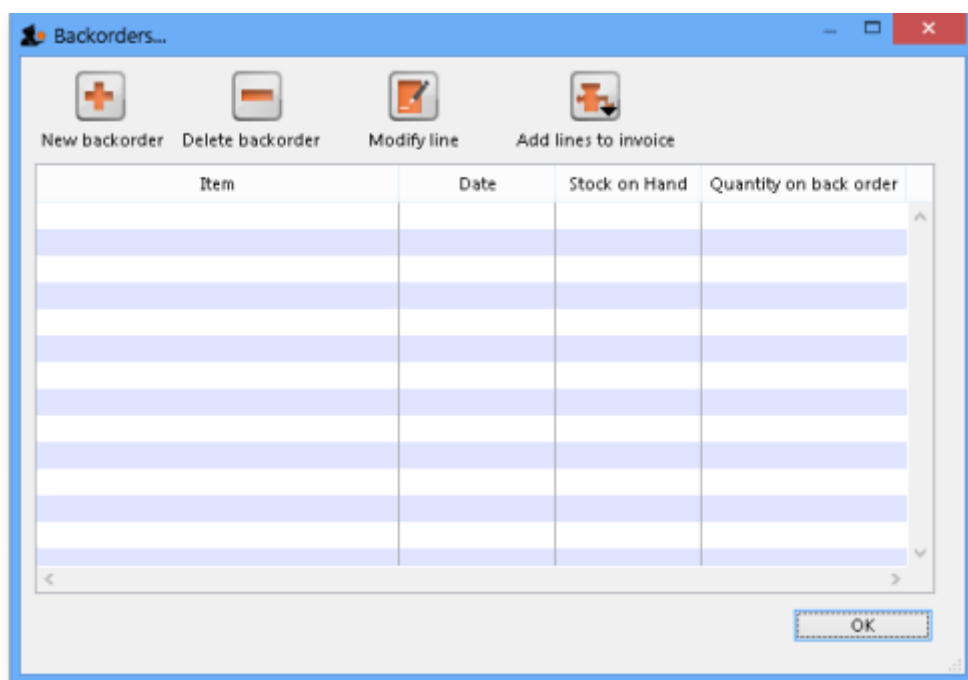 Backorders...
New backorder Delete backorder Modify line Add lines to invoice
Item Date Stock on Hand Quantity on back order
OK